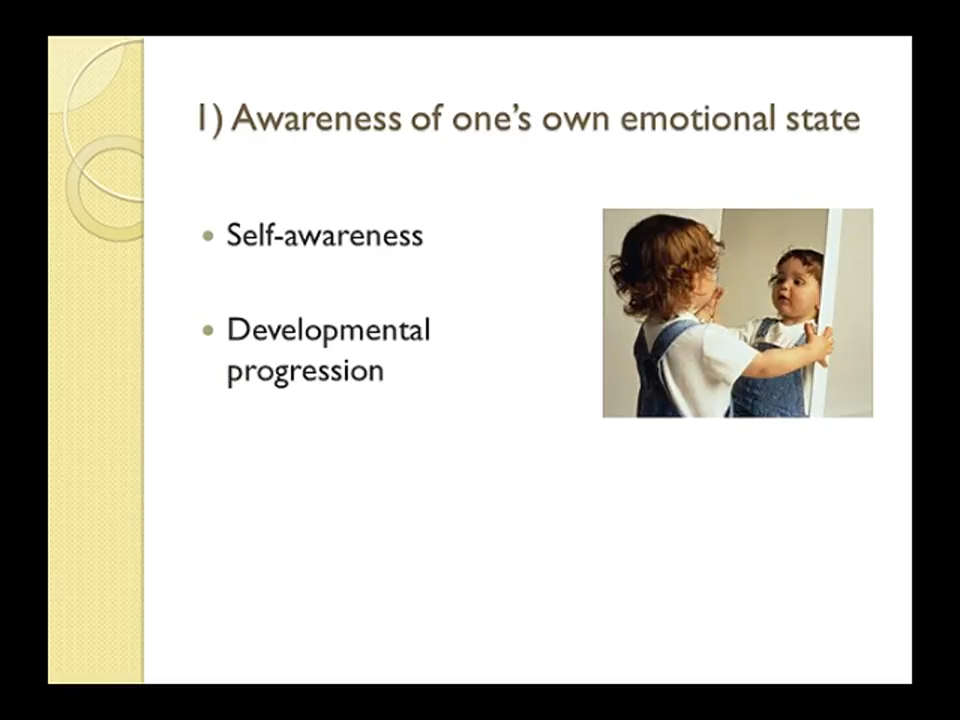 1) Awareness of one’s own emotional state
• Self-awareness
• Developmental
progression